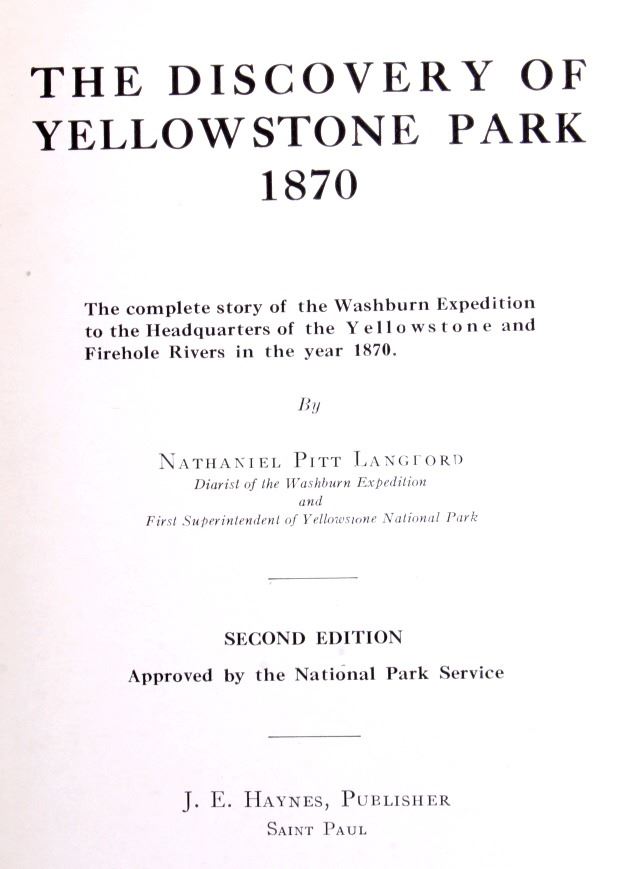 THE DISCOVERY OF
YELLOWSTONE PARK
1870
The complete story of the Washburn Expedition
to the Headquarters of the Yellowstone and
Firehole Rivers in the year 1870.
By
NATHANIEL PITT LANGFORD
Diarist of the Washburn Expedition
and
First Superintendent of Yellowstone National Park
SECOND EDITION
Approved by the National Park Service
J. E. HAYNES, PUBLISHER
SAINT PAUL